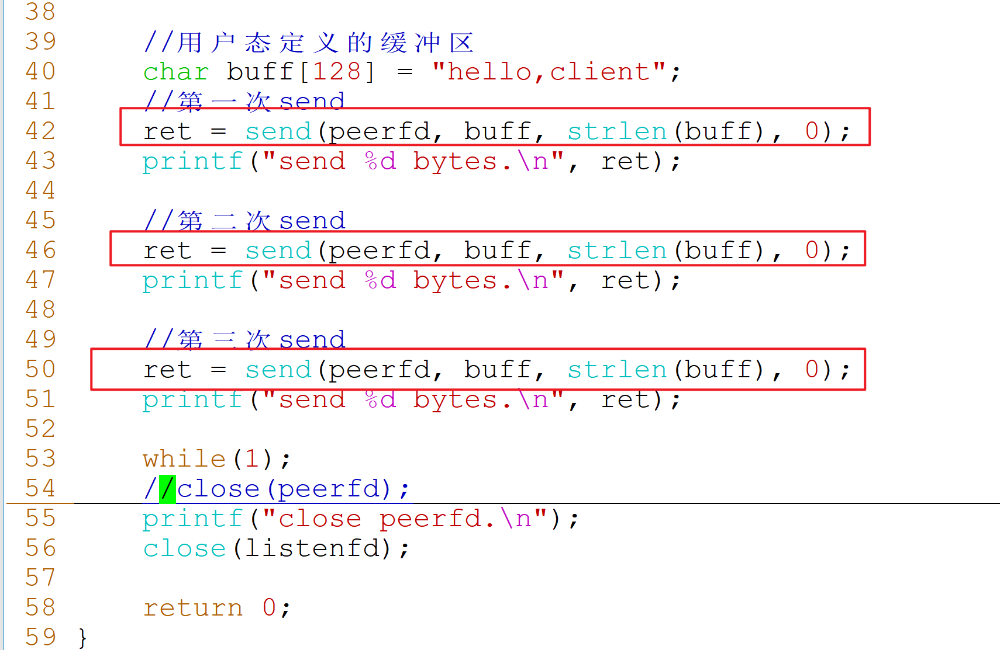 38
39 //用户态定义的缓冲区
40 char buff[128] = "hello,client";
41 //第一次send
42 ret = send(peerfd, buff, strlen(buff), 0);
43 printf("send %d bytes.\n", ret);
44
45 //第二次send
46 ret = send(peerfd, buff, strlen(buff), 0);
47 printf("send %d bytes.\n", ret);
48
49 //第三次send
50 ret = send(peerfd, buff, strlen(buff), 0);
51 printf("send %d bytes.\n", ret);
52
53 while(1);
54 //close(peerfd);
55 printf("close peerfd.\n");
56 close(listenfd);
57
58 return 0;
59 }